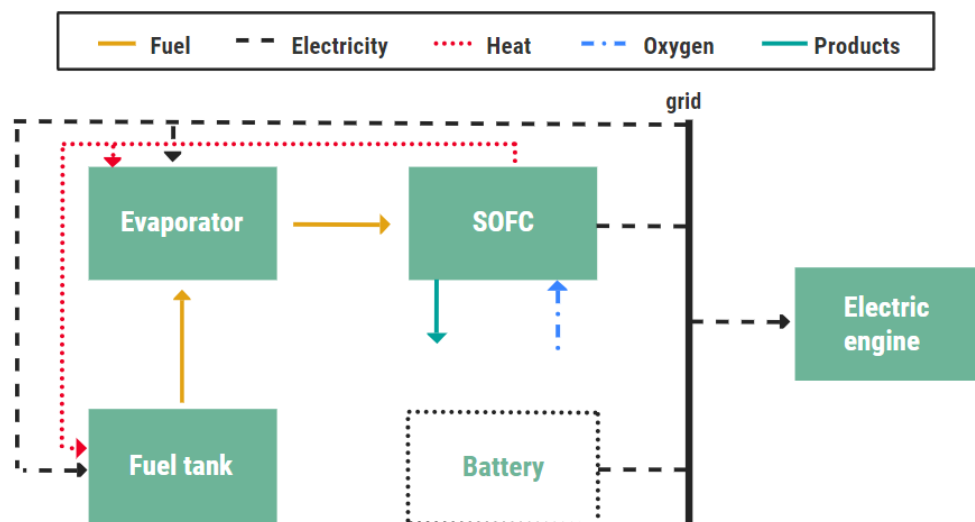 Fuel Electricity Heat Oxygen Products
grid
Evaporator
SOFC
Electric
engine
Fuel tank
Battery